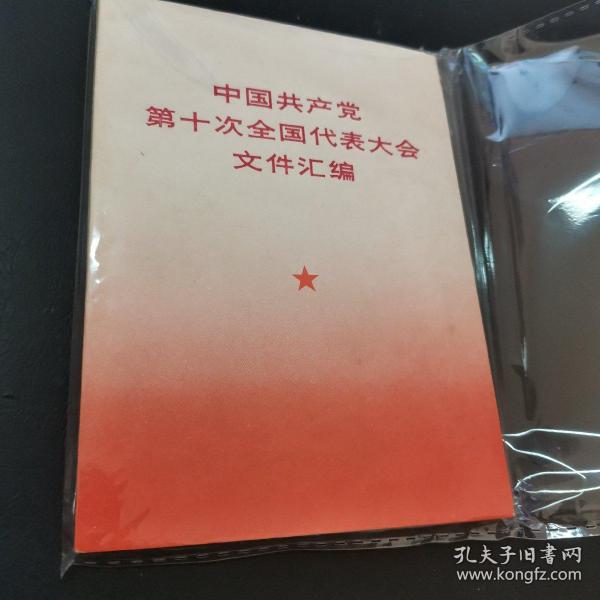 中国共产党
第十次全国代表大会
文件汇编
孔夫子旧书网
www.kongfz.com